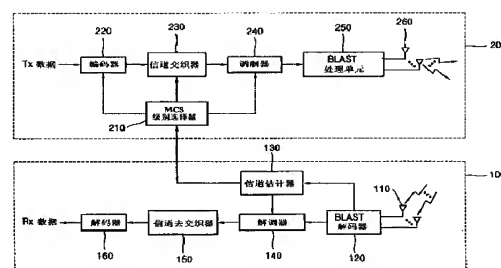 220
230
240
250
260
20
Tx 数据
编码器
信道交织器
调制器
BLAST
处理单元
MCS
级别选择器
210
130
10
信道估计器
110
Rx 数据
解码器
信道去交织器
解调器
BLAST
解码器
160
150
140
120